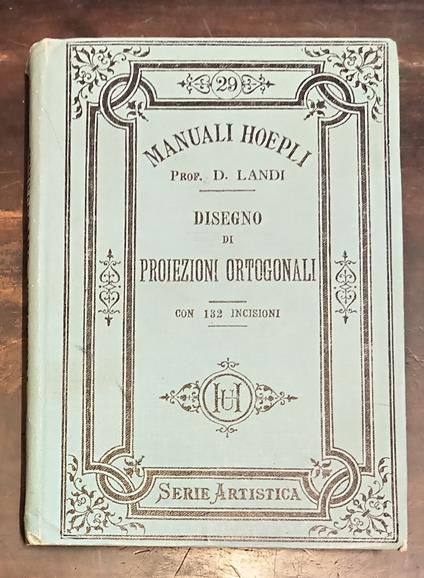 29
MANUALI HOEPLI
PROF. D. LANDI
DISEGNO
DI
PROIEZIONI ORTOGONALI
CON 132 INCISIONI
UH
SERIE ARTISTICA